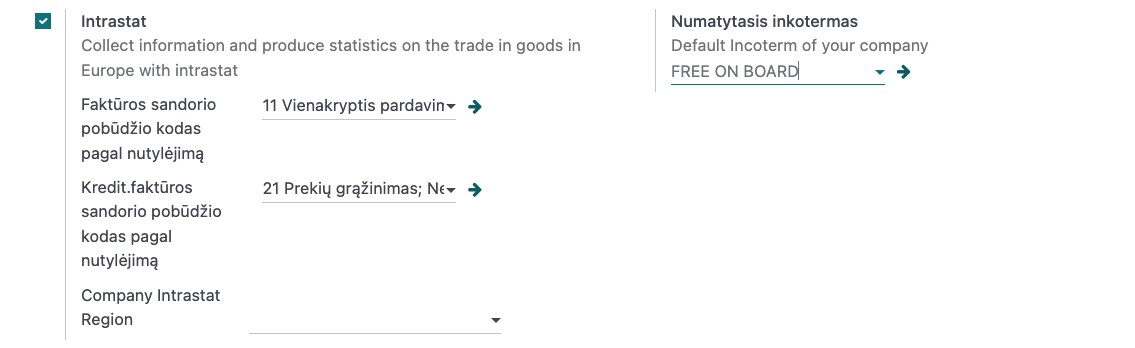 Intrastat
Collect information and produce statistics on the trade in goods in
Europe with intrastat
Faktūros sandorio
pobūdžio kodas
pagal nutylėjimą
11 Vienakryptis pardavin
Kredit.faktūros
sandorio pobūdžio
kodas pagal
nutylėjimą
21 Prekių grąžinimas; Ne
Company Intrastat
Region
Numatytasis inkotermas
Default Incoterm of your company
FREE ON BOARD